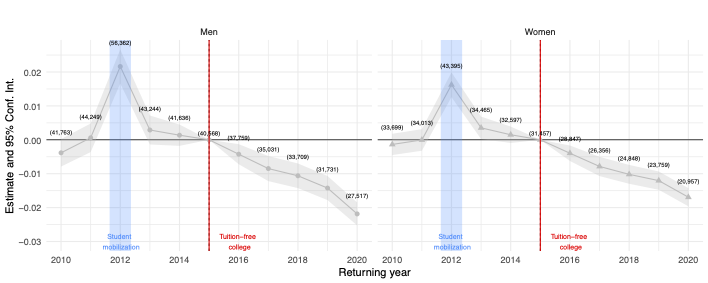 Men
Women
Estimate and 95% Conf. Int.
0.02
0.01
0.00
−0.01
−0.02
−0.03
(41,763)
(44,249)
(56,362)
(43,244)
(41,636)
(40,568)
(37,759)
(35,031)
(33,709)
(31,731)
(27,517)
Student
mobilization
Tuition−free
college
(33,699)
(34,013)
(43,395)
(34,465)
(32,597)
(31,457)
(28,847)
(26,356)
(24,848)
(23,759)
(20,957)
Student
mobilization
Tuition−free
college
2010 2012 2014 2016 2018 2020
2010 2012 2014 2016 2018 2020
Returning year